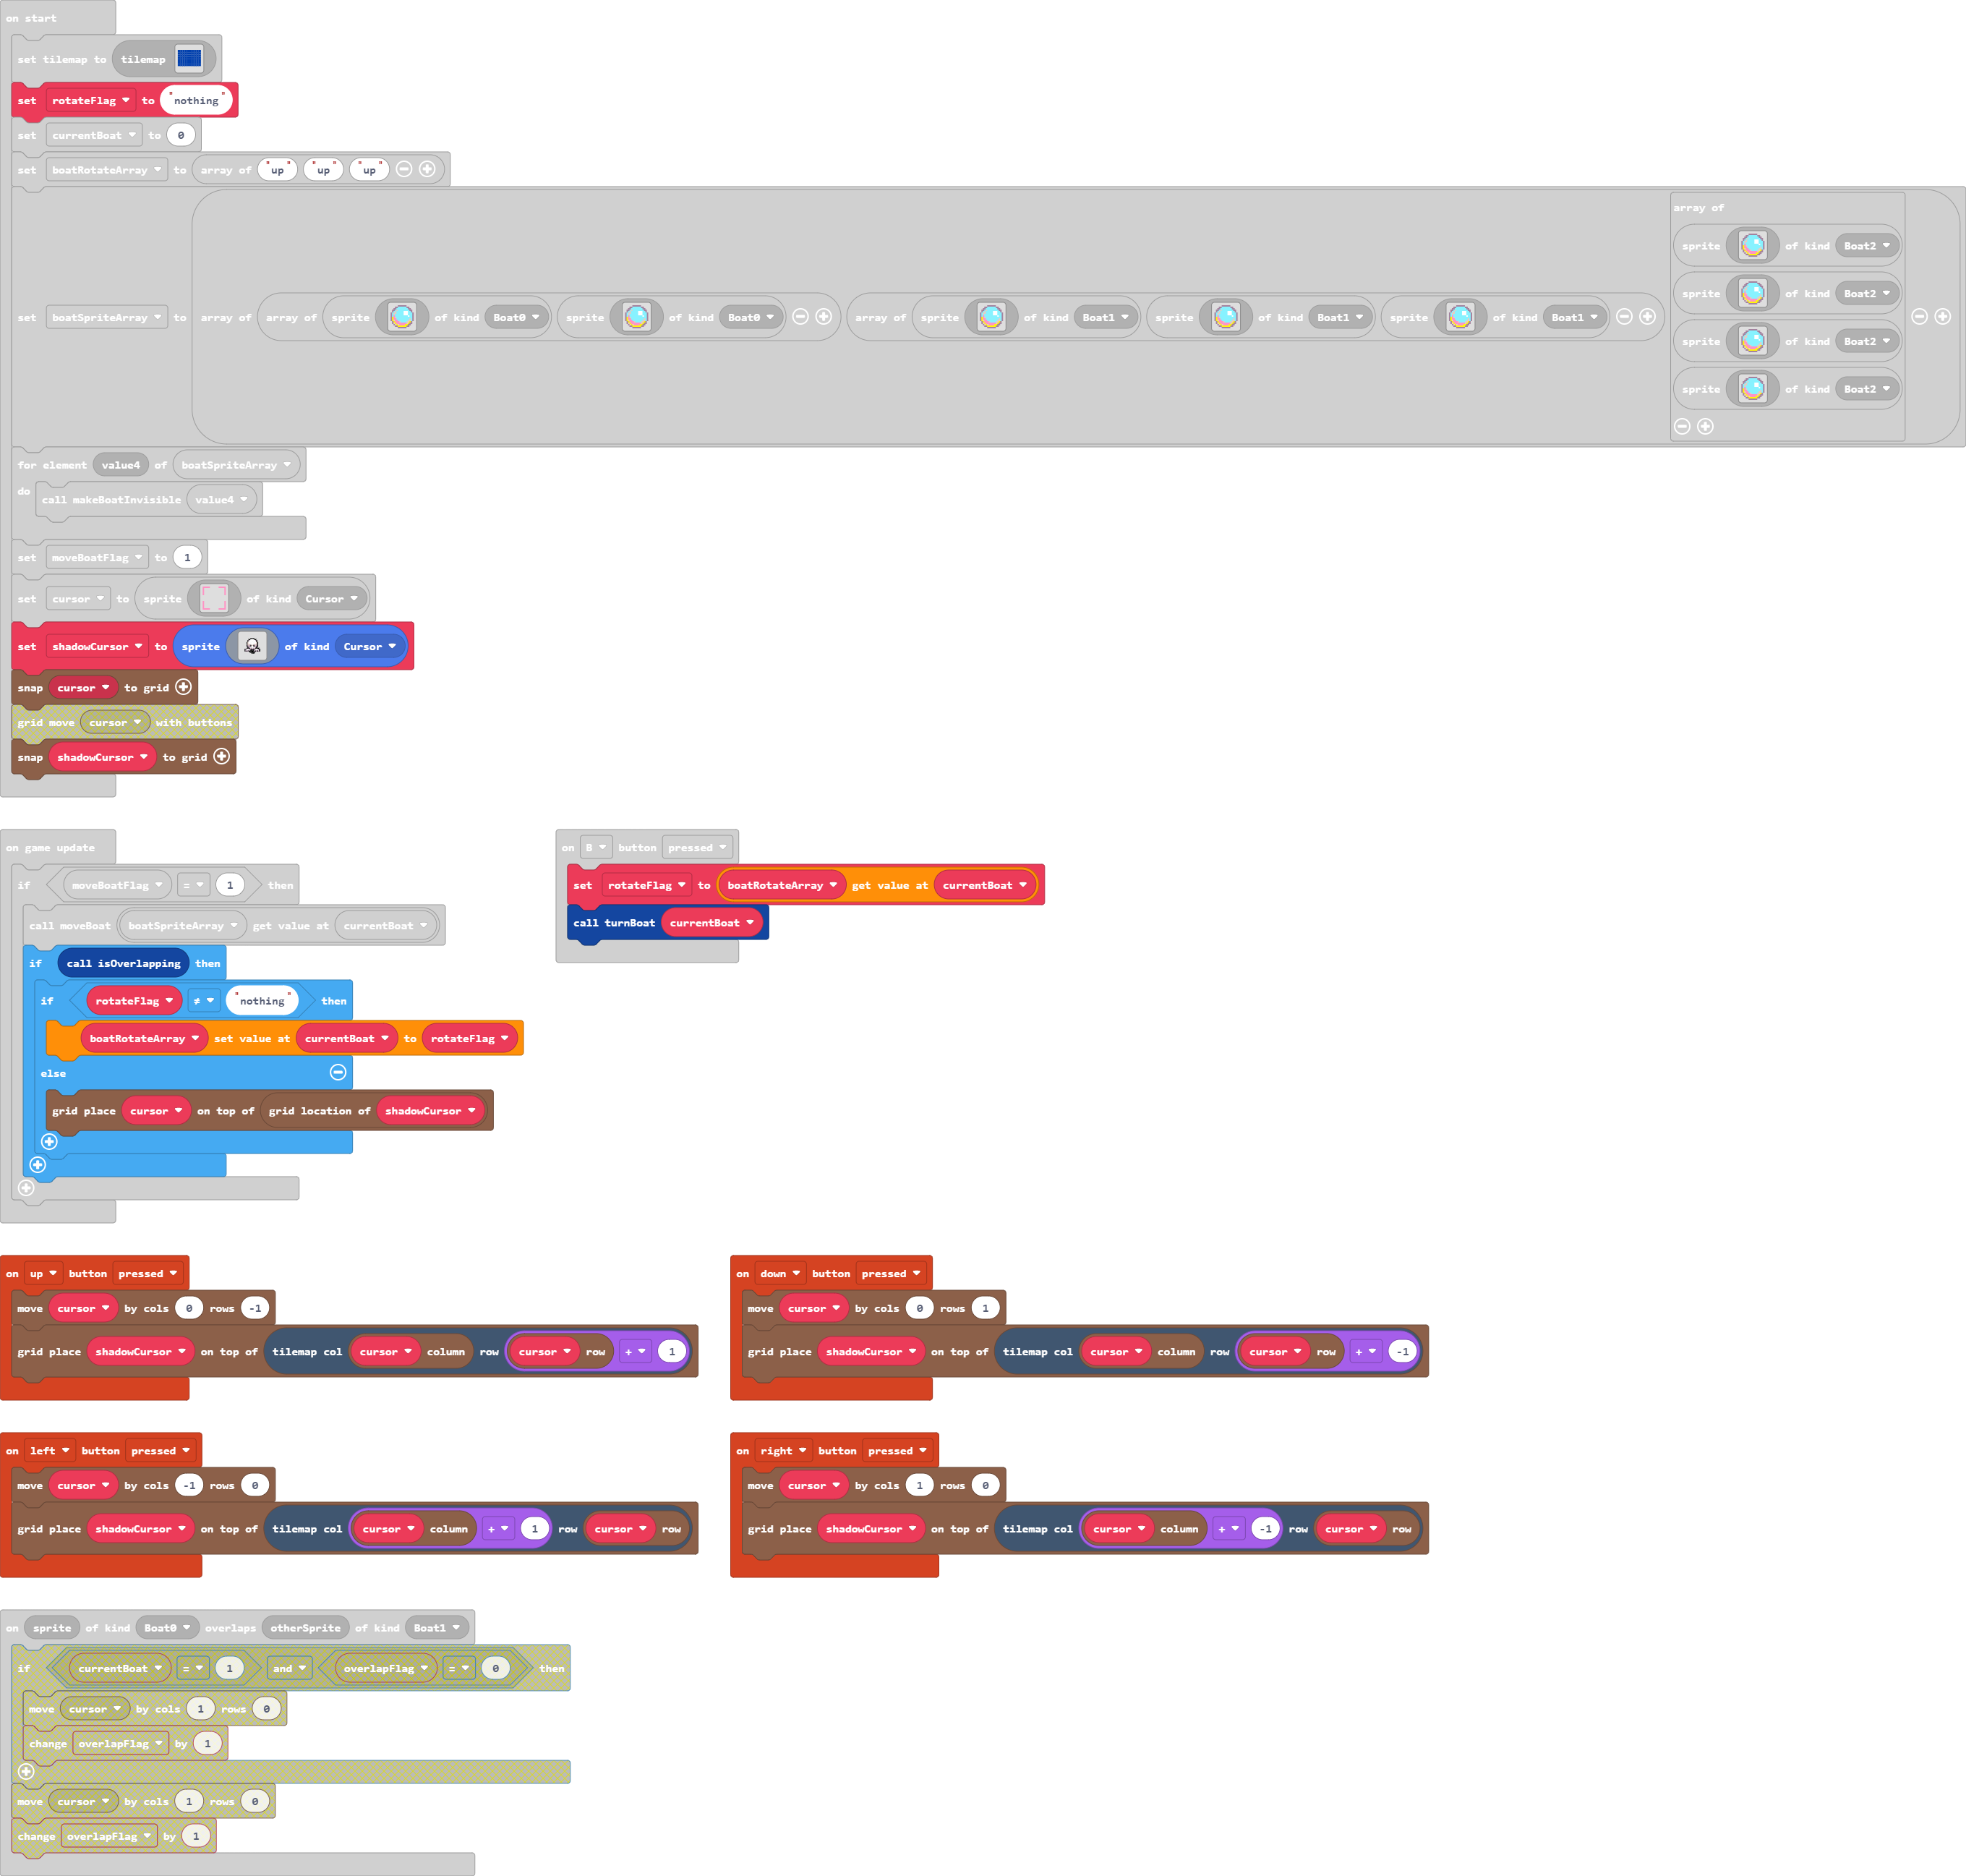 on start
set tilemap to tilemap
set rotateFlag to "nothing"
set currentBoat to 0
set boatRotateArray to array of "up" "up" "up"
set boatSpriteArray to array of array of sprite of kind Boat0 sprite of kind Boat0 array of sprite of kind Boat1 sprite of kind Boat1 sprite of kind Boat1 array of
sprite of kind Boat2
sprite of kind Boat2
sprite of kind Boat2
sprite of kind Boat2
for element value4 of boatSpriteArray
do
call makeBoatInvisible value4
set moveBoatFlag to 1
set cursor to sprite of kind Cursor
set shadowCursor to sprite of kind Cursor
snap cursor to grid
grid move cursor with buttons
snap shadowCursor to grid
on game update
if moveBoatFlag = 1 then
call moveBoat boatSpriteArray get value at currentBoat
if call isOverlapping then
if rotateFlag ≠ "nothing" then
boatRotateArray set value at currentBoat to rotateFlag
else
grid place cursor on top of grid location of shadowCursor
on B button pressed
set rotateFlag to boatRotateArray get value at currentBoat
call turnBoat currentBoat
on up button pressed
move cursor by cols 0 rows -1
grid place shadowCursor on top of tilemap col cursor column row cursor row + 1
on down button pressed
move cursor by cols 0 rows 1
grid place shadowCursor on top of tilemap col cursor column row cursor row + -1
on left button pressed
move cursor by cols -1 rows 0
grid place shadowCursor on top of tilemap col cursor column + 1 row cursor row
on right button pressed
move cursor by cols 1 rows 0
grid place shadowCursor on top of tilemap col cursor column + -1 row cursor row
on sprite of kind Boat0 overlaps otherSprite of kind Boat1
if currentBoat = 1 and overlapFlag = 0 then
move cursor by cols 1 rows 0
change overlapFlag by 1
move cursor by cols 1 rows 0
change overlapFlag by 1